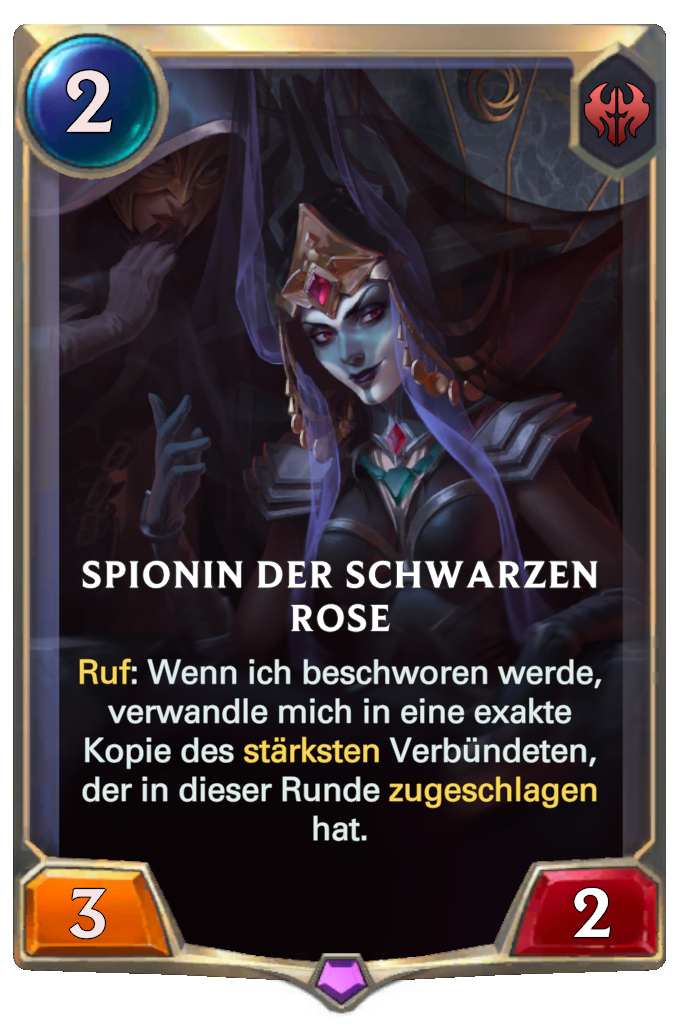 2
SPIONIN DER SCHWARZEN
ROSE
Ruf: Wenn ich beschworen werde,
verwandle mich in eine exakte
Kopie des stärksten Verbündeten,
der in dieser Runde zugeschlagen
hat.
3
2